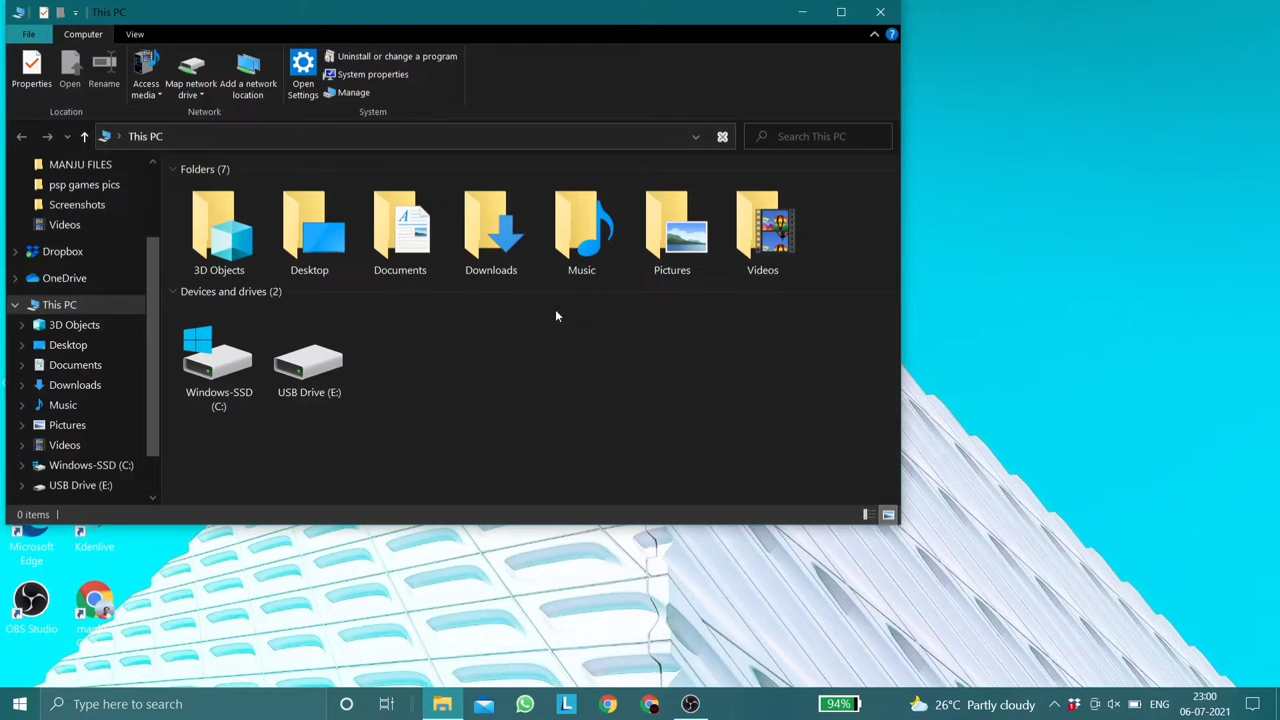 This PC
File Computer View
Properties Open Rename Access media Map network drive Add a network location Open Settings Uninstall or change a program
System properties
Manage
Location Network System
This PC Search This PC
MANJU FILES
psp games pics
Screenshots
Videos
Dropbox
OneDrive
This PC
3D Objects
Desktop
Documents
Downloads
Music
Pictures
Videos
Windows-SSD (C:)
USB Drive (E:)
Folders (7)
3D Objects Desktop Documents Downloads Music Pictures Videos
Devices and drives (2)
Windows-SSD (C:) USB Drive (E:)
0 items
Microsoft Edge Kdenlive
OBS Studio
Type here to search
94%
26°C Partly cloudy
ENG
23:00
06-07-2021